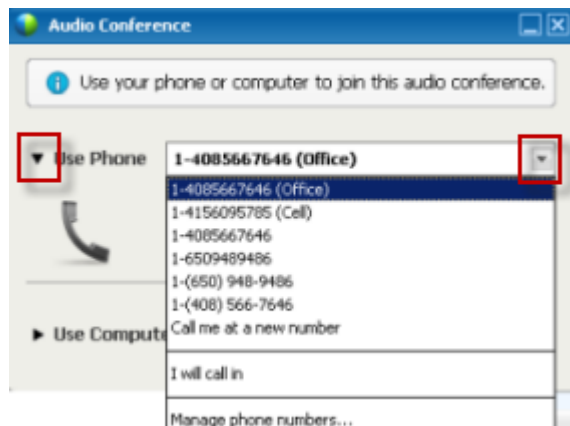 Audio Conference
Use your phone or computer to join this audio conference.
Use Phone
1-4085667646 (Office)
1-4085667646 (Office)
1-4156095785 (Cell)
1-4085667646
1-6509489486
1-(650) 948-9486
1-(408) 566-7646
Call me at a new number
Use Compute
I will call in
Manage phone numbers...